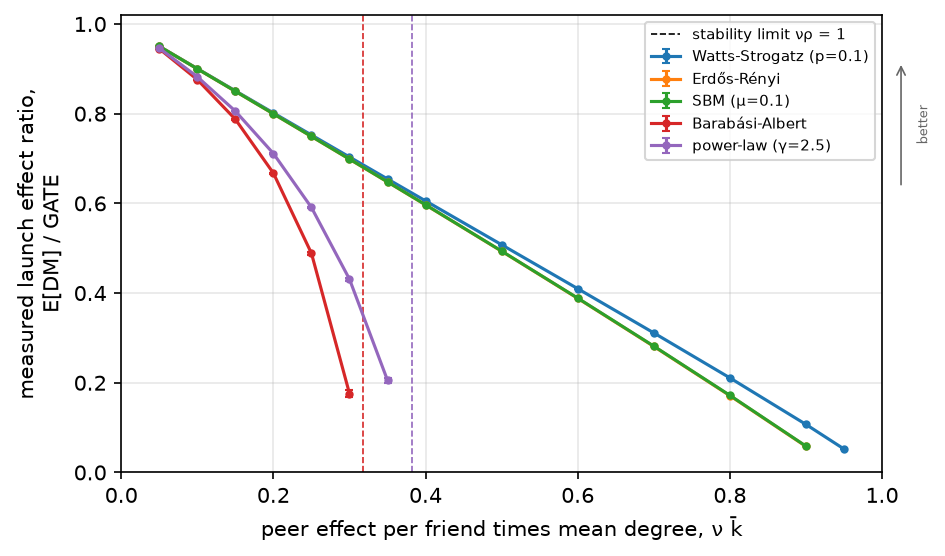 measured launch effect ratio,
E[DM] / GATE
1.0
0.8
0.6
0.4
0.2
0.0
0.0
0.2
0.4
0.6
0.8
1.0
peer effect per friend times mean degree, ν k̄
stability limit νρ = 1
Watts-Strogatz (p=0.1)
Erdős-Rényi
SBM (μ=0.1)
Barabási-Albert
power-law (γ=2.5)
better